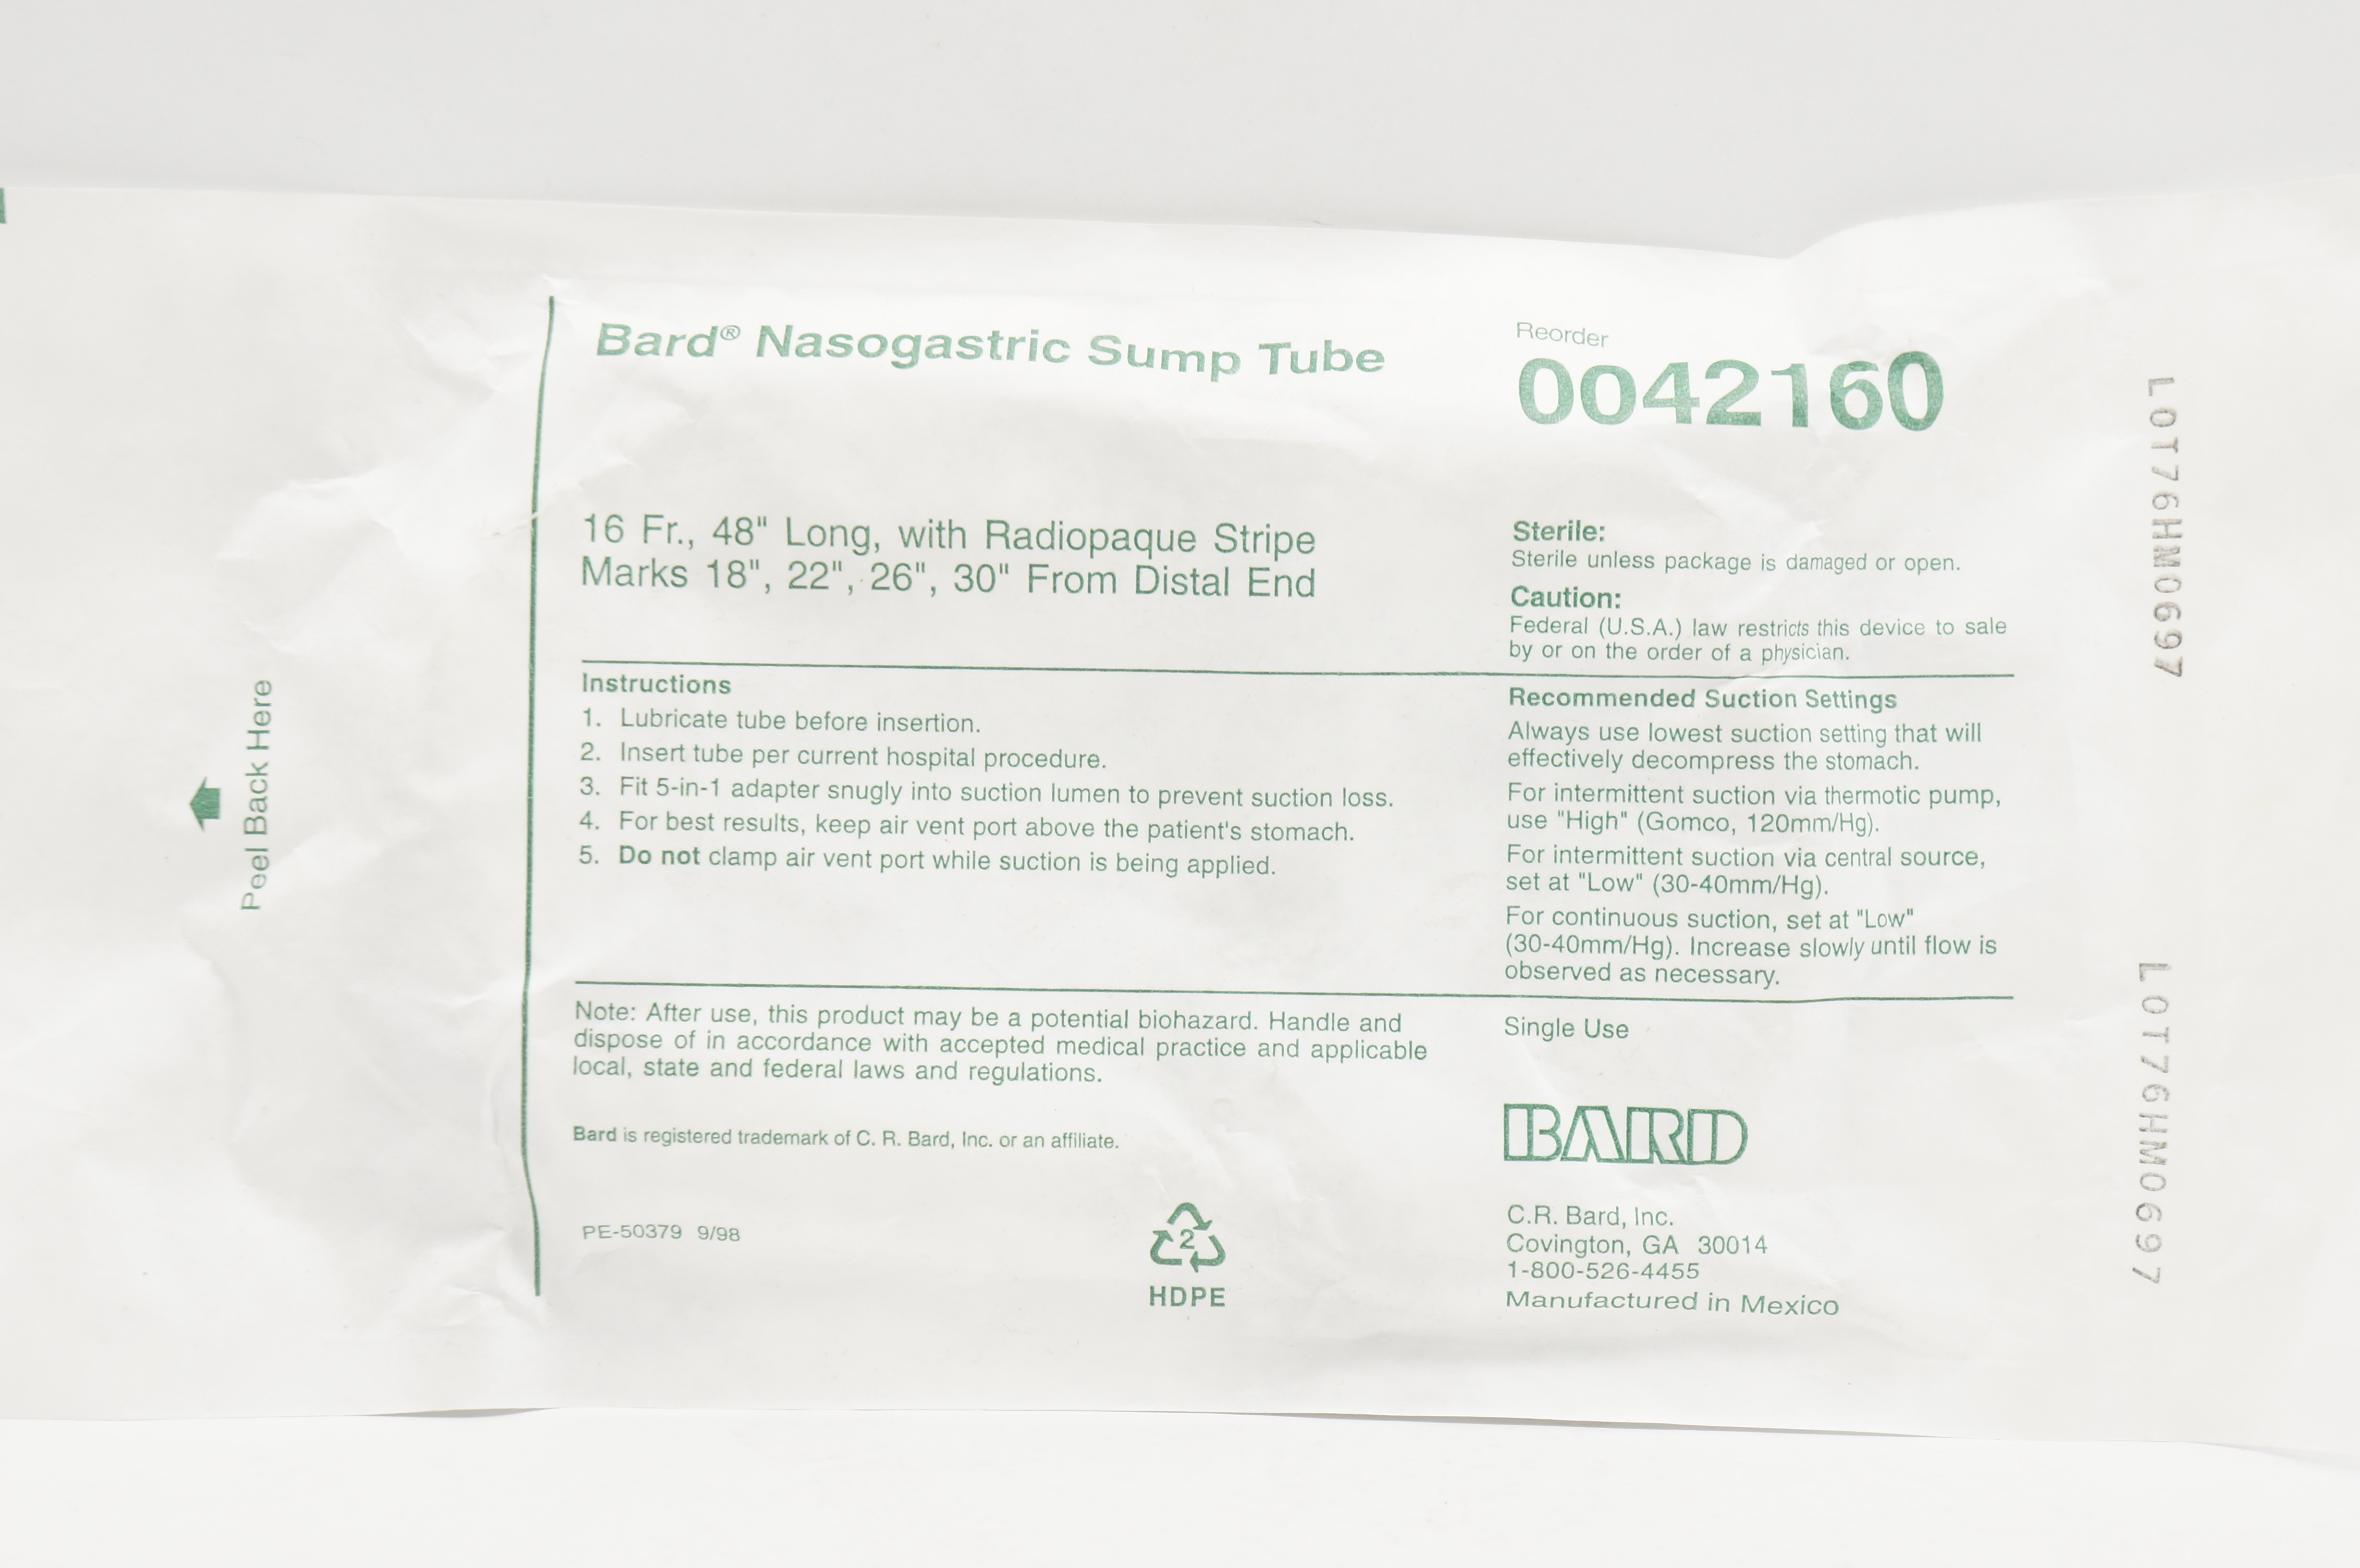 Bard® Nasogastric Sump Tube
Reorder
0042160
16 Fr., 48" Long, with Radiopaque Stripe
Marks 18", 22", 26", 30" From Distal End
Sterile:
Sterile unless package is damaged or open.
Caution:
Federal (U.S.A.) law restricts this device to sale
by or on the order of a physician.
Instructions
1. Lubricate tube before insertion.
2. Insert tube per current hospital procedure.
3. Fit 5-in-1 adapter snugly into suction lumen to prevent suction loss.
4. For best results, keep air vent port above the patient's stomach.
5. Do not clamp air vent port while suction is being applied.
Recommended Suction Settings
Always use lowest suction setting that will
effectively decompress the stomach.
For intermittent suction via thermotic pump,
use "High" (Gomco, 120mm/Hg).
For intermittent suction via central source,
set at "Low" (30-40mm/Hg).
For continuous suction, set at "Low"
(30-40mm/Hg). Increase slowly until flow is
observed as necessary.
Note: After use, this product may be a potential biohazard. Handle and
dispose of in accordance with accepted medical practice and applicable
local, state and federal laws and regulations.
Bard is registered trademark of C. R. Bard, Inc. or an affiliate.
PE-50379 9/98
2
HDPE
Single Use
BARD
C.R. Bard, Inc.
Covington, GA 30014
1-800-526-4455
Manufactured in Mexico
Peel Back Here
LOT76HM0697
LOT76HM0697